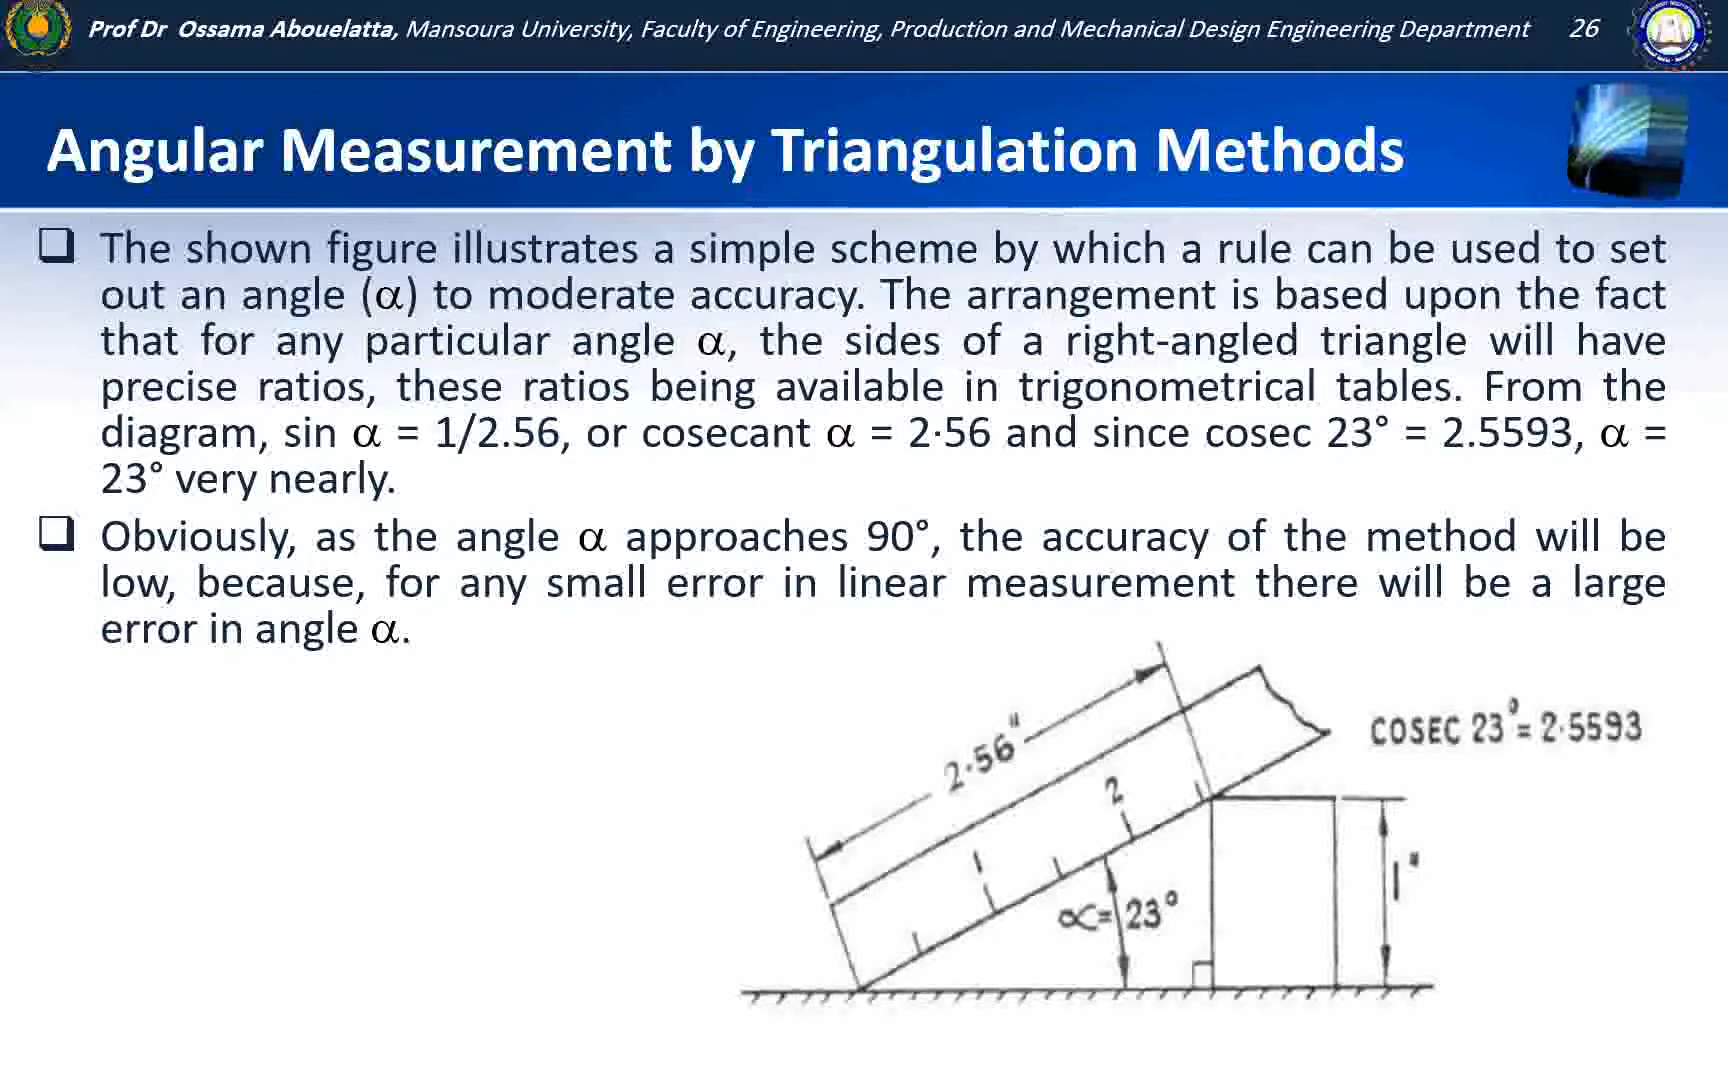 Prof Dr Ossama Abouelatta, Mansoura University, Faculty of Engineering, Production and Mechanical Design Engineering Department 26
Angular Measurement by Triangulation Methods
❑ The shown figure illustrates a simple scheme by which a rule can be used to set
out an angle (α) to moderate accuracy. The arrangement is based upon the fact
that for any particular angle α, the sides of a right-angled triangle will have
precise ratios, these ratios being available in trigonometrical tables. From the
diagram, sin α = 1/2.56, or cosecant α = 2·56 and since cosec 23° = 2.5593, α =
23° very nearly.
❑ Obviously, as the angle α approaches 90°, the accuracy of the method will be
low, because, for any small error in linear measurement there will be a large
error in angle α.
2·56"
COSEC 23° = 2·5593
2
1
1"
α = 23°